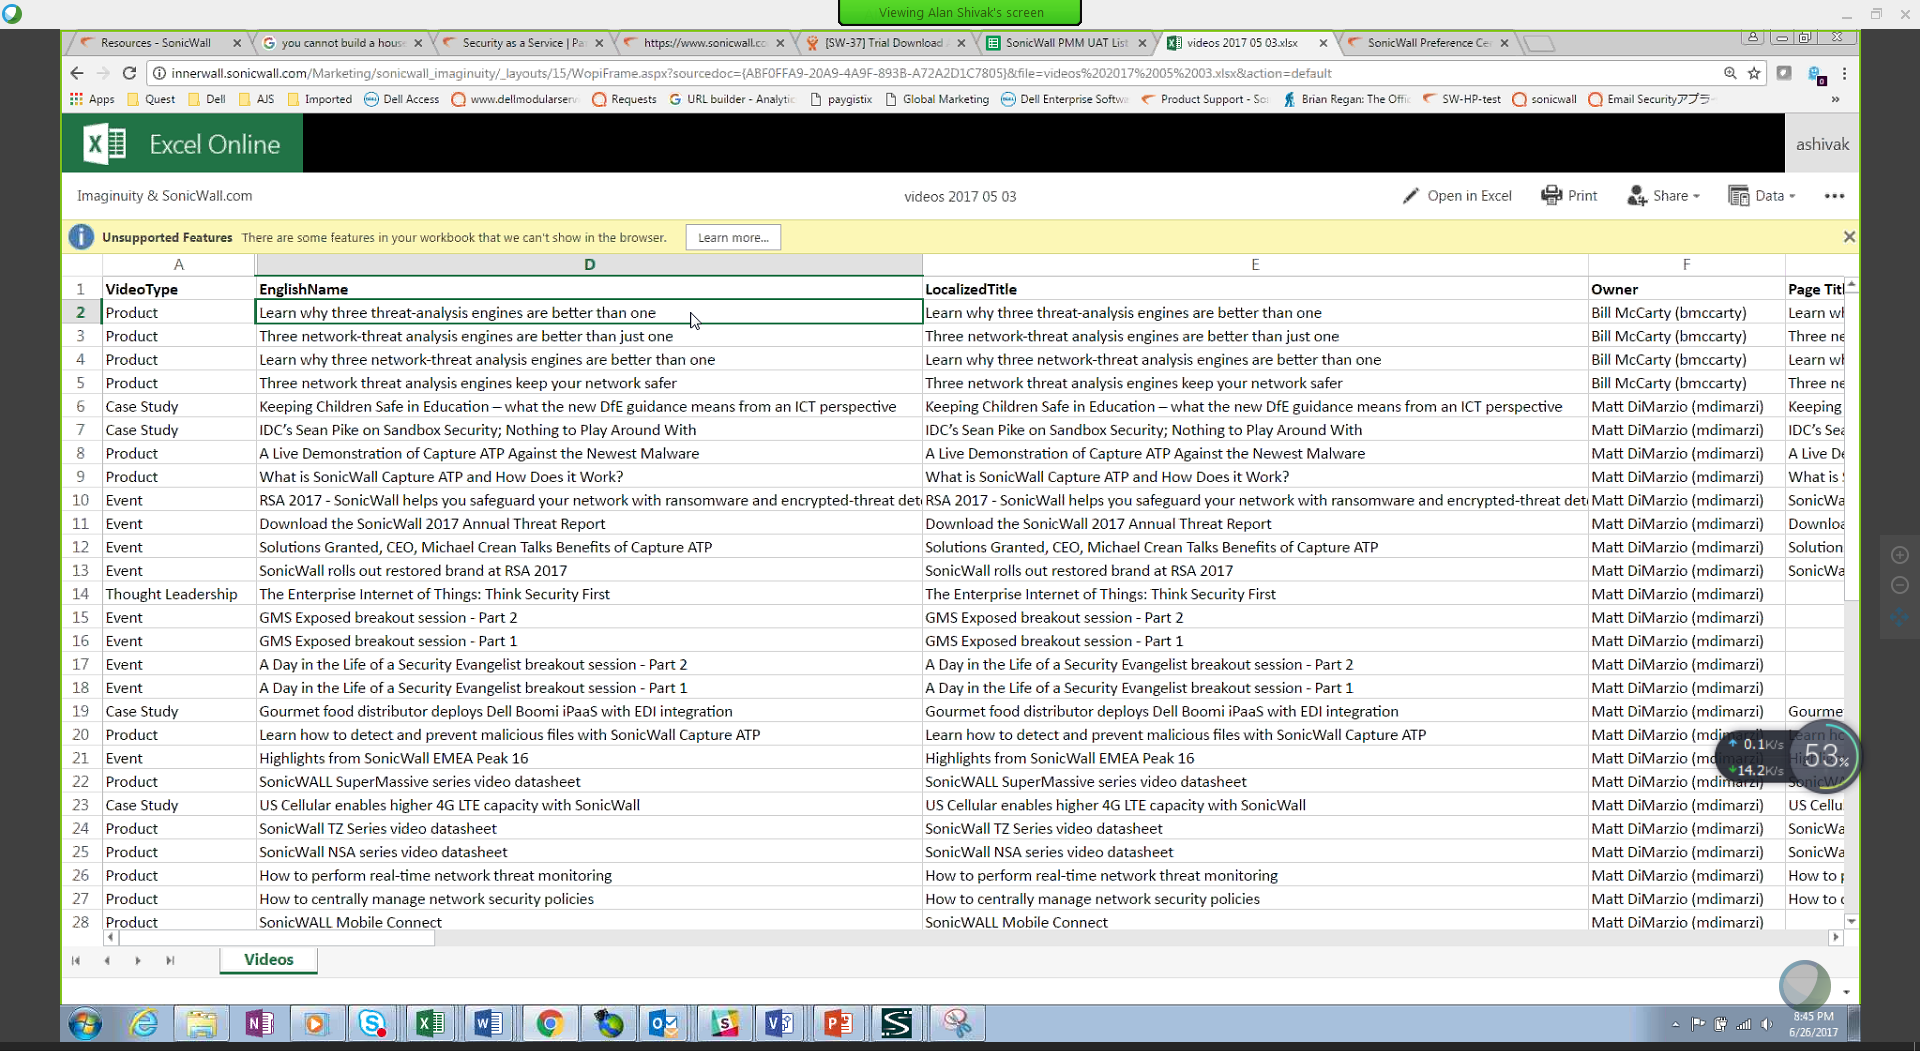 Viewing Alan Shivak's screen
Resources - SonicWall
you cannot build a hous
Security as a Service | Pa
https://www.sonicwall.co
[SW-37] Trial Download
SonicWall PMM UAT List
videos 2017 05 03.xlsx
SonicWall Preference Ce
innerwall.sonicwall.com/Marketing/sonicwall_imaginuity/_layouts/15/WopiFrame.aspx?sourcedoc={ABF0FFA9-20A9-4A9F-893B-A72A2D1C7805}&file=videos%202017%2005%2003.xlsx&action=default
Apps Quest Dell AJS Imported Dell Access www.dellmodularserv Requests URL builder - Analytic paygistix Global Marketing Dell Enterprise Softw Product Support - So Brian Regan: The Offi SW-HP-test sonicwall Email Securityアプラ »
Excel Online
ashivak
Imaginuity & SonicWall.com
videos 2017 05 03
Open in Excel Print Share Data
Unsupported Features There are some features in your workbook that we can't show in the browser. Learn more...
A D E F
1 VideoType EnglishName LocalizedTitle Owner Page Titl
2 Product Learn why three threat-analysis engines are better than one Learn why three threat-analysis engines are better than one Bill McCarty (bmccarty) Learn wh
3 Product Three network-threat analysis engines are better than just one Three network-threat analysis engines are better than just one Bill McCarty (bmccarty) Three ne
4 Product Learn why three network-threat analysis engines are better than one Learn why three network-threat analysis engines are better than one Bill McCarty (bmccarty) Learn wh
5 Product Three network threat analysis engines keep your network safer Three network threat analysis engines keep your network safer Bill McCarty (bmccarty) Three ne
6 Case Study Keeping Children Safe in Education – what the new DfE guidance means from an ICT perspective Keeping Children Safe in Education – what the new DfE guidance means from an ICT perspective Matt DiMarzio (mdimarzi) Keeping
7 Case Study IDC’s Sean Pike on Sandbox Security; Nothing to Play Around With IDC’s Sean Pike on Sandbox Security; Nothing to Play Around With Matt DiMarzio (mdimarzi) IDC’s Sea
8 Product A Live Demonstration of Capture ATP Against the Newest Malware A Live Demonstration of Capture ATP Against the Newest Malware Matt DiMarzio (mdimarzi) A Live De
9 Product What is SonicWall Capture ATP and How Does it Work? What is SonicWall Capture ATP and How Does it Work? Matt DiMarzio (mdimarzi) What is
10 Event RSA 2017 - SonicWall helps you safeguard your network with ransomware and encrypted-threat dete RSA 2017 - SonicWall helps you safeguard your network with ransomware and encrypted-threat dete Matt DiMarzio (mdimarzi) SonicWa
11 Event Download the SonicWall 2017 Annual Threat Report Download the SonicWall 2017 Annual Threat Report Matt DiMarzio (mdimarzi) Downloa
12 Event Solutions Granted, CEO, Michael Crean Talks Benefits of Capture ATP Solutions Granted, CEO, Michael Crean Talks Benefits of Capture ATP Matt DiMarzio (mdimarzi) Solution
13 Event SonicWall rolls out restored brand at RSA 2017 SonicWall rolls out restored brand at RSA 2017 Matt DiMarzio (mdimarzi) SonicWa
14 Thought Leadership The Enterprise Internet of Things: Think Security First The Enterprise Internet of Things: Think Security First Matt DiMarzio (mdimarzi)
15 Event GMS Exposed breakout session - Part 2 GMS Exposed breakout session - Part 2 Matt DiMarzio (mdimarzi)
16 Event GMS Exposed breakout session - Part 1 GMS Exposed breakout session - Part 1 Matt DiMarzio (mdimarzi)
17 Event A Day in the Life of a Security Evangelist breakout session - Part 2 A Day in the Life of a Security Evangelist breakout session - Part 2 Matt DiMarzio (mdimarzi)
18 Event A Day in the Life of a Security Evangelist breakout session - Part 1 A Day in the Life of a Security Evangelist breakout session - Part 1 Matt DiMarzio (mdimarzi)
19 Case Study Gourmet food distributor deploys Dell Boomi iPaaS with EDI integration Gourmet food distributor deploys Dell Boomi iPaaS with EDI integration Matt DiMarzio (mdimarzi) Gourme
20 Product Learn how to detect and prevent malicious files with SonicWall Capture ATP Learn how to detect and prevent malicious files with SonicWall Capture ATP Matt DiMarzio (mdimarzi)
21 Event Highlights from SonicWall EMEA Peak 16 Highlights from SonicWall EMEA Peak 16 Matt DiMarzio
0.1K/s
14.2K/s
53%
22 Product SonicWALL SuperMassive series video datasheet SonicWALL SuperMassive series video datasheet Matt DiMarzio (mdimarzi)
23 Case Study US Cellular enables higher 4G LTE capacity with SonicWall US Cellular enables higher 4G LTE capacity with SonicWall Matt DiMarzio (mdimarzi) US Cellu
24 Product SonicWall TZ Series video datasheet SonicWall TZ Series video datasheet Matt DiMarzio (mdimarzi) SonicWa
25 Product SonicWall NSA series video datasheet SonicWall NSA series video datasheet Matt DiMarzio (mdimarzi) SonicWa
26 Product How to perform real-time network threat monitoring How to perform real-time network threat monitoring Matt DiMarzio (mdimarzi) How to p
27 Product How to centrally manage network security policies How to centrally manage network security policies Matt DiMarzio (mdimarzi) How to c
28 Product SonicWALL Mobile Connect SonicWALL Mobile Connect Matt DiMarzio (mdimarzi)
Videos
8:45 PM
6/26/2017